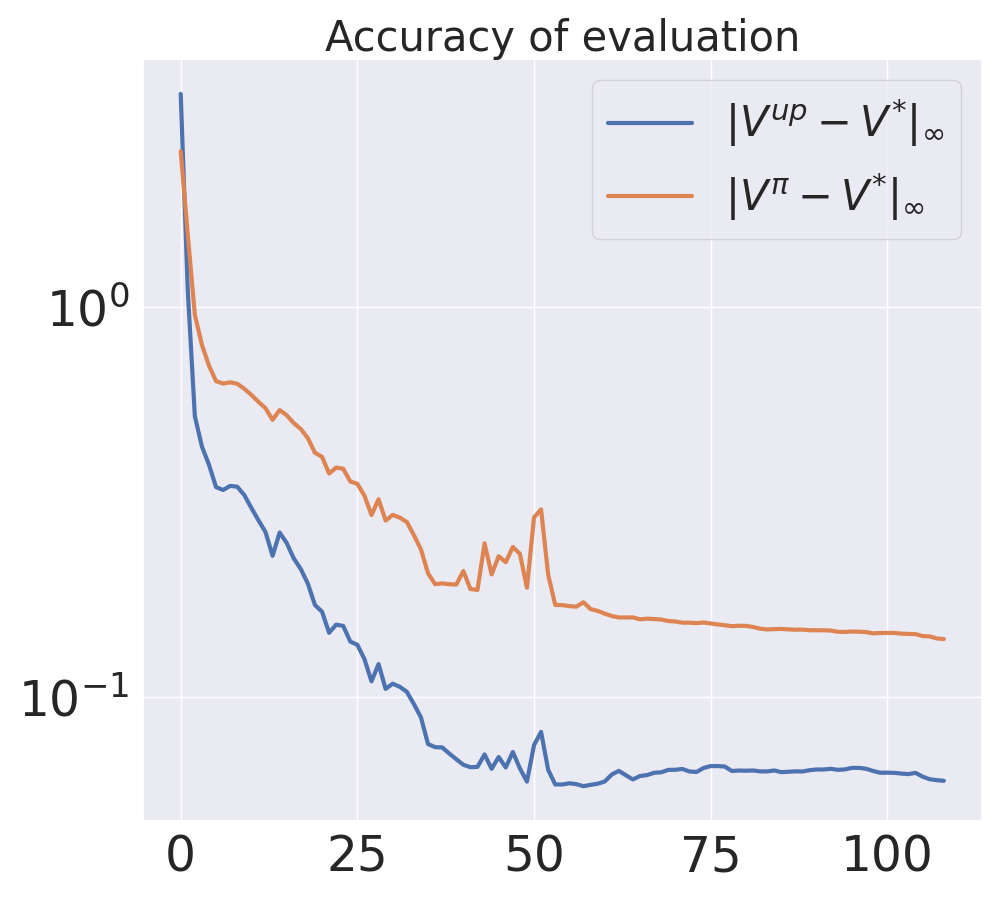 Accuracy of evaluation
|V^{up} − V^*|_∞
|V^π − V^*|_∞
10^0
10^{−1}
0 25 50 75 100